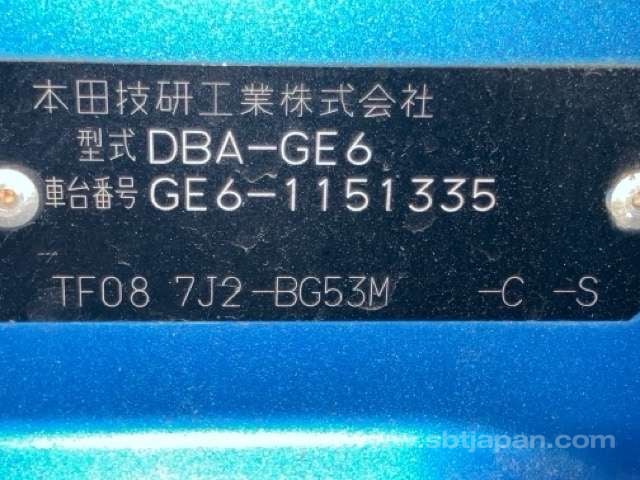 本田技研工業株式会社
型式 DBA-GE6
車台番号 GE6-1151335
TF08 7J2-BG53M -C -S
www.sbtjapan.com